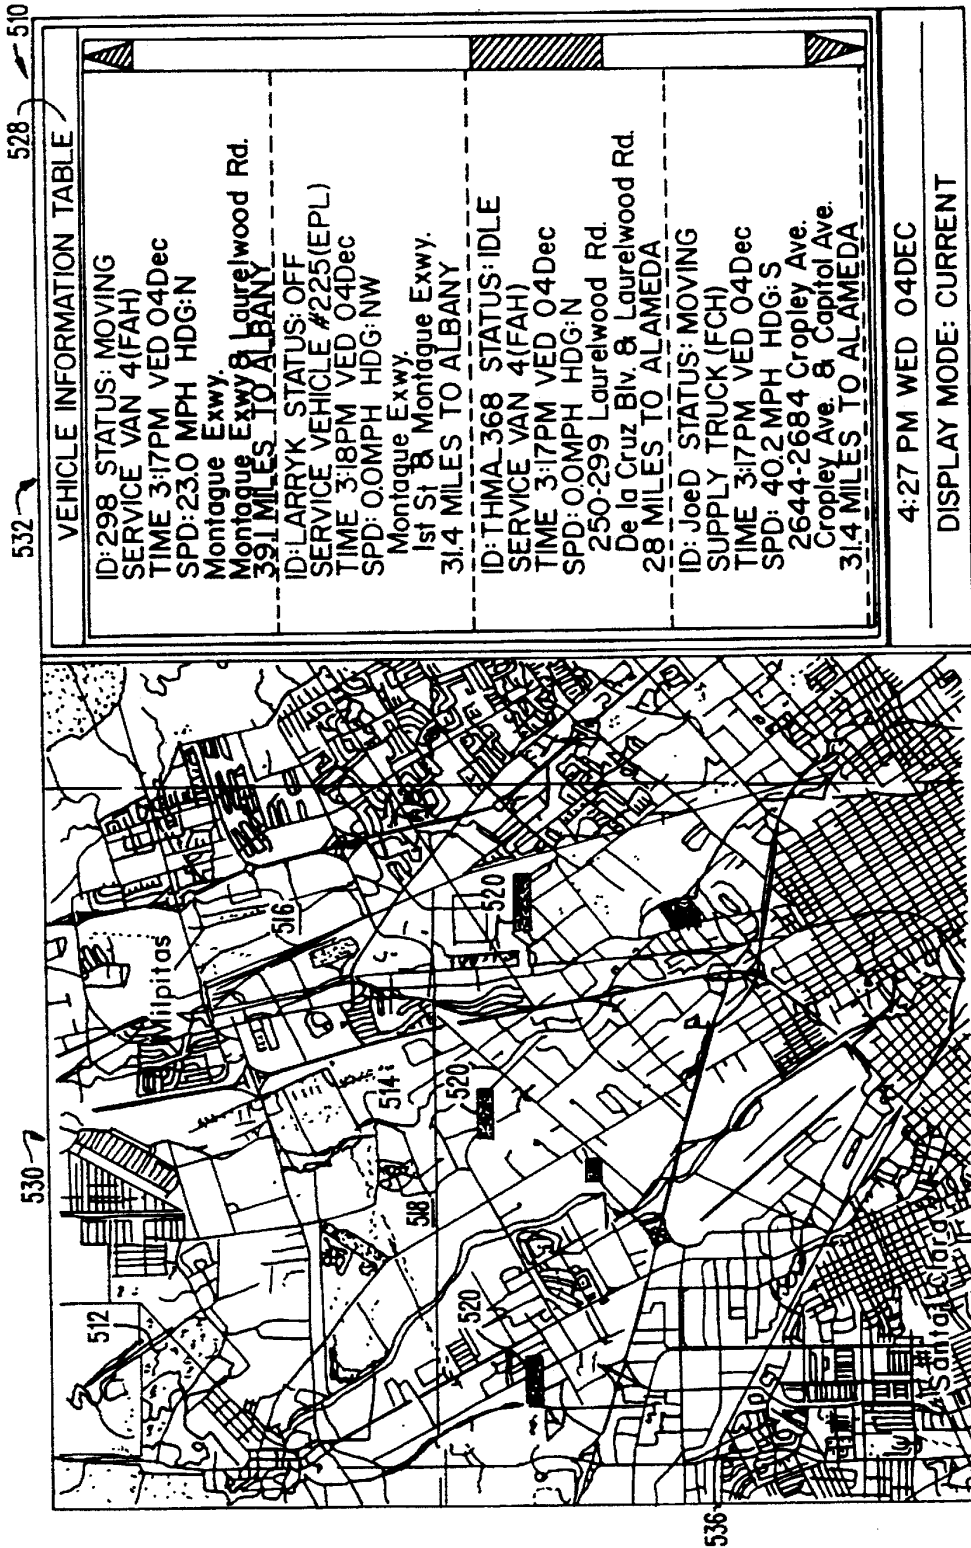 510
528
532
530
536
VEHICLE INFORMATION TABLE
ID:298 STATUS: MOVING
SERVICE VAN 4(FAH)
TIME 3:17PM VED 04Dec
SPD:23.0 MPH HDG:N
Montague Exwy.
Montague Exwy& Laurelwood Rd.
39.1 MILES TO ALBANY
ID:LARRYK STATUS: OFF
SERVICE VEHICLE #225(EPL)
TIME 3:18PM VED 04Dec
SPD: 0.0MPH HDG:NW
Montague Exwy.
1st St & Montague Exwy.
31.4 MILES TO ALBANY
ID:THMA_368 STATUS:IDLE
SERVICE VAN 4(FAH)
TIME 3:17PM VED 04Dec
SPD: 0.0MPH HDG:N
250-299 Laurelwood Rd.
De la Cruz Blv. & Laurelwood Rd.
28 MILES TO ALAMEDA
ID: JoeD STATUS: MOVING
SUPPLY TRUCK (FCH)
TIME 3:17PM VED 04Dec
SPD: 40.2 MPH HDG:S
2644-2684 Cropley Ave.
Cropley Ave. & Capitol Ave.
31.4 MILES TO ALAMEDA
4:27 PM WED 04DEC
DISPLAY MODE: CURRENT
512
Milpitas
516
514
518
520
520
520
Santa Clara